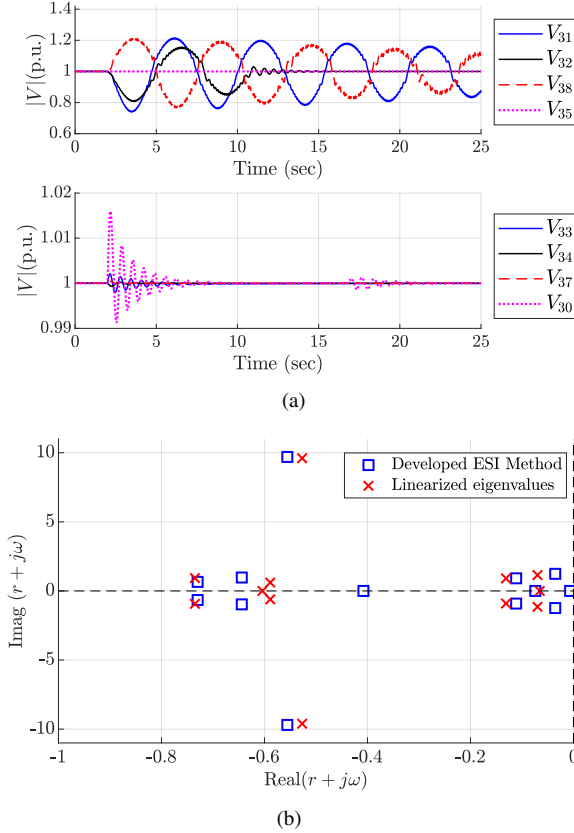 1.4
1.2
1
0.8
0.6
|V|(p.u.)
0 5 10 15 20 25
Time (sec)
V31
V32
V38
V35
1.02
1.01
1
0.99
|V|(p.u.)
0 5 10 15 20 25
Time (sec)
V33
V34
V37
V30
(a)
10
5
0
-5
-10
Imag (r + jω)
Developed ESI Method
Linearized eigenvalues
-1 -0.8 -0.6 -0.4 -0.2 0
Real(r + jω)
(b)